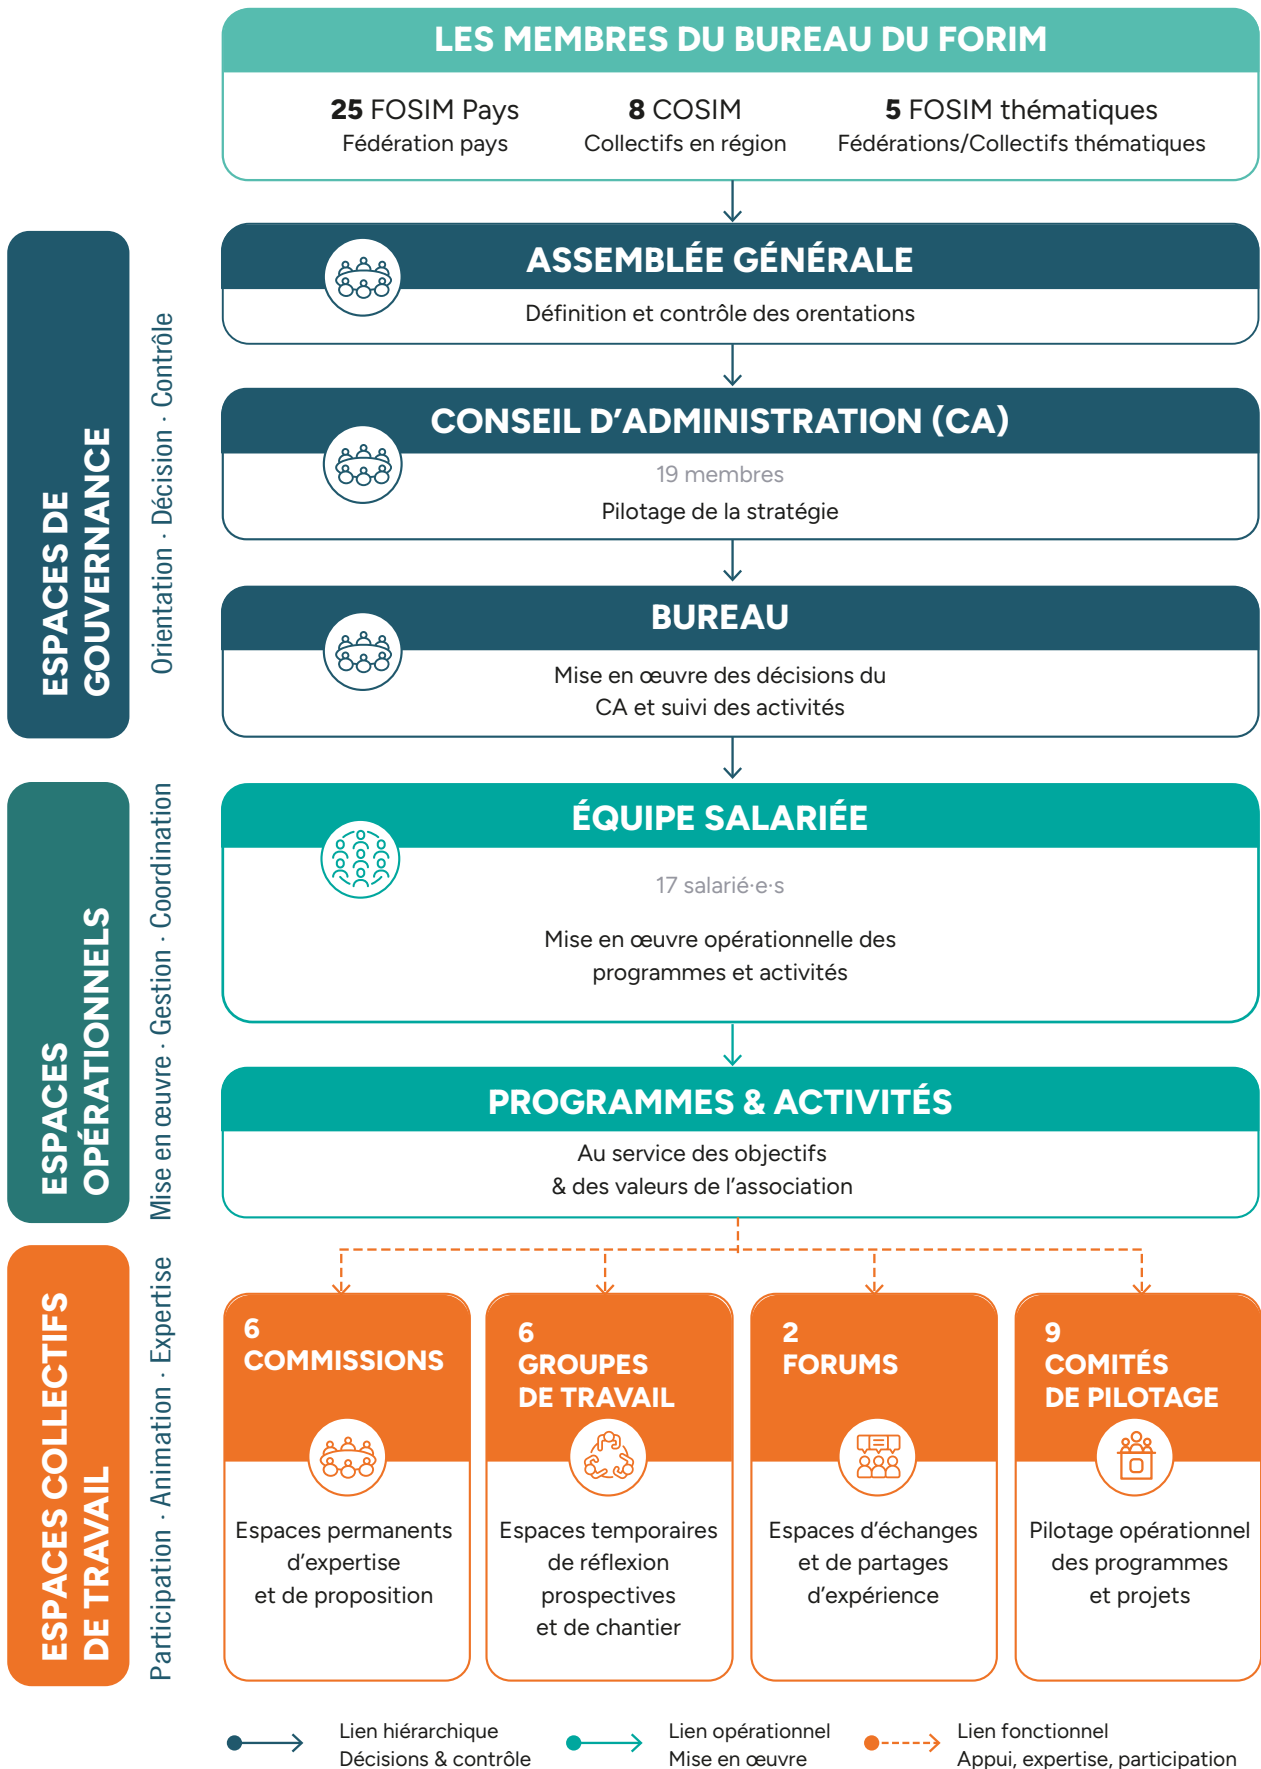 LES MEMBRES DU BUREAU DU FORIM
25 FOSIM Pays
Fédération pays
8 COSIM
Collectifs en région
5 FOSIM thématiques
Fédérations/Collectifs thématiques
ESPACES DE
GOUVERNANCE
Orientation · Décision · Contrôle
ASSEMBLÉE GÉNÉRALE
Définition et contrôle des orentations
CONSEIL D'ADMINISTRATION (CA)
19 membres
Pilotage de la stratégie
BUREAU
Mise en œuvre des décisions du
CA et suivi des activités
ESPACES
OPÉRATIONNELS
Mise en œuvre · Gestion · Coordination
ÉQUIPE SALARIÉE
17 salarié·e·s
Mise en œuvre opérationnelle des
programmes et activités
PROGRAMMES & ACTIVITÉS
Au service des objectifs
& des valeurs de l'association
ESPACES COLLECTIFS
DE TRAVAIL
Participation · Animation · Expertise
6
COMMISSIONS
Espaces permanents
d'expertise
et de proposition
6
GROUPES
DE TRAVAIL
Espaces temporaires
de réflexion
prospectives
et de chantier
2
FORUMS
Espaces d'échanges
et de partages
d'expérience
9
COMITÉS
DE PILOTAGE
Pilotage opérationnel
des programmes
et projets
Lien hiérarchique
Décisions & contrôle
Lien opérationnel
Mise en œuvre
Lien fonctionnel
Appui, expertise, participation